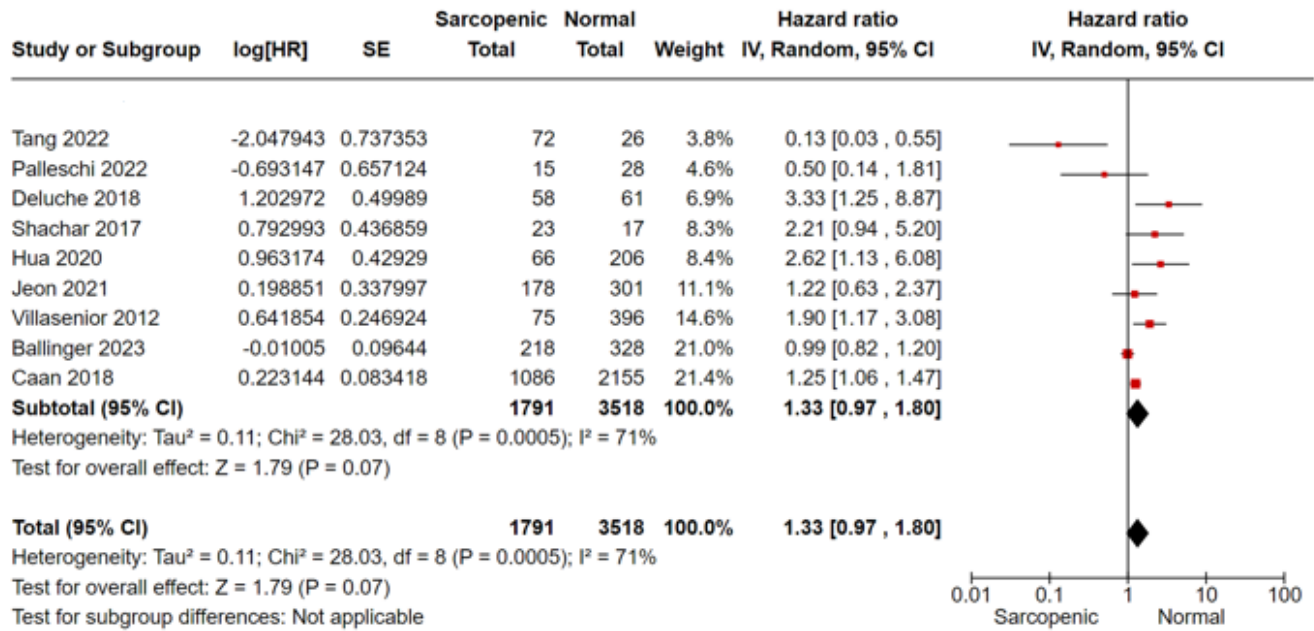 Sarcopenic Normal Hazard ratio Hazard ratio
Study or Subgroup log[HR] SE Total Total Weight IV, Random, 95% CI IV, Random, 95% CI
Tang 2022 -2.047943 0.737353 72 26 3.8% 0.13 [0.03 , 0.55]
Palleschi 2022 -0.693147 0.657124 15 28 4.6% 0.50 [0.14 , 1.81]
Deluche 2018 1.202972 0.49989 58 61 6.9% 3.33 [1.25 , 8.87]
Shachar 2017 0.792993 0.436859 23 17 8.3% 2.21 [0.94 , 5.20]
Hua 2020 0.963174 0.42929 66 206 8.4% 2.62 [1.13 , 6.08]
Jeon 2021 0.198851 0.337997 178 301 11.1% 1.22 [0.63 , 2.37]
Villasenior 2012 0.641854 0.246924 75 396 14.6% 1.90 [1.17 , 3.08]
Ballinger 2023 -0.01005 0.09644 218 328 21.0% 0.99 [0.82 , 1.20]
Caan 2018 0.223144 0.083418 1086 2155 21.4% 1.25 [1.06 , 1.47]
Subtotal (95% CI) 1791 3518 100.0% 1.33 [0.97 , 1.80]
Heterogeneity: Tau² = 0.11; Chi² = 28.03, df = 8 (P = 0.0005); I² = 71%
Test for overall effect: Z = 1.79 (P = 0.07)
Total (95% CI) 1791 3518 100.0% 1.33 [0.97 , 1.80]
Heterogeneity: Tau² = 0.11; Chi² = 28.03, df = 8 (P = 0.0005); I² = 71%
Test for overall effect: Z = 1.79 (P = 0.07)
0.01 0.1 1 10 100
Test for subgroup differences: Not applicable Sarcopenic Normal